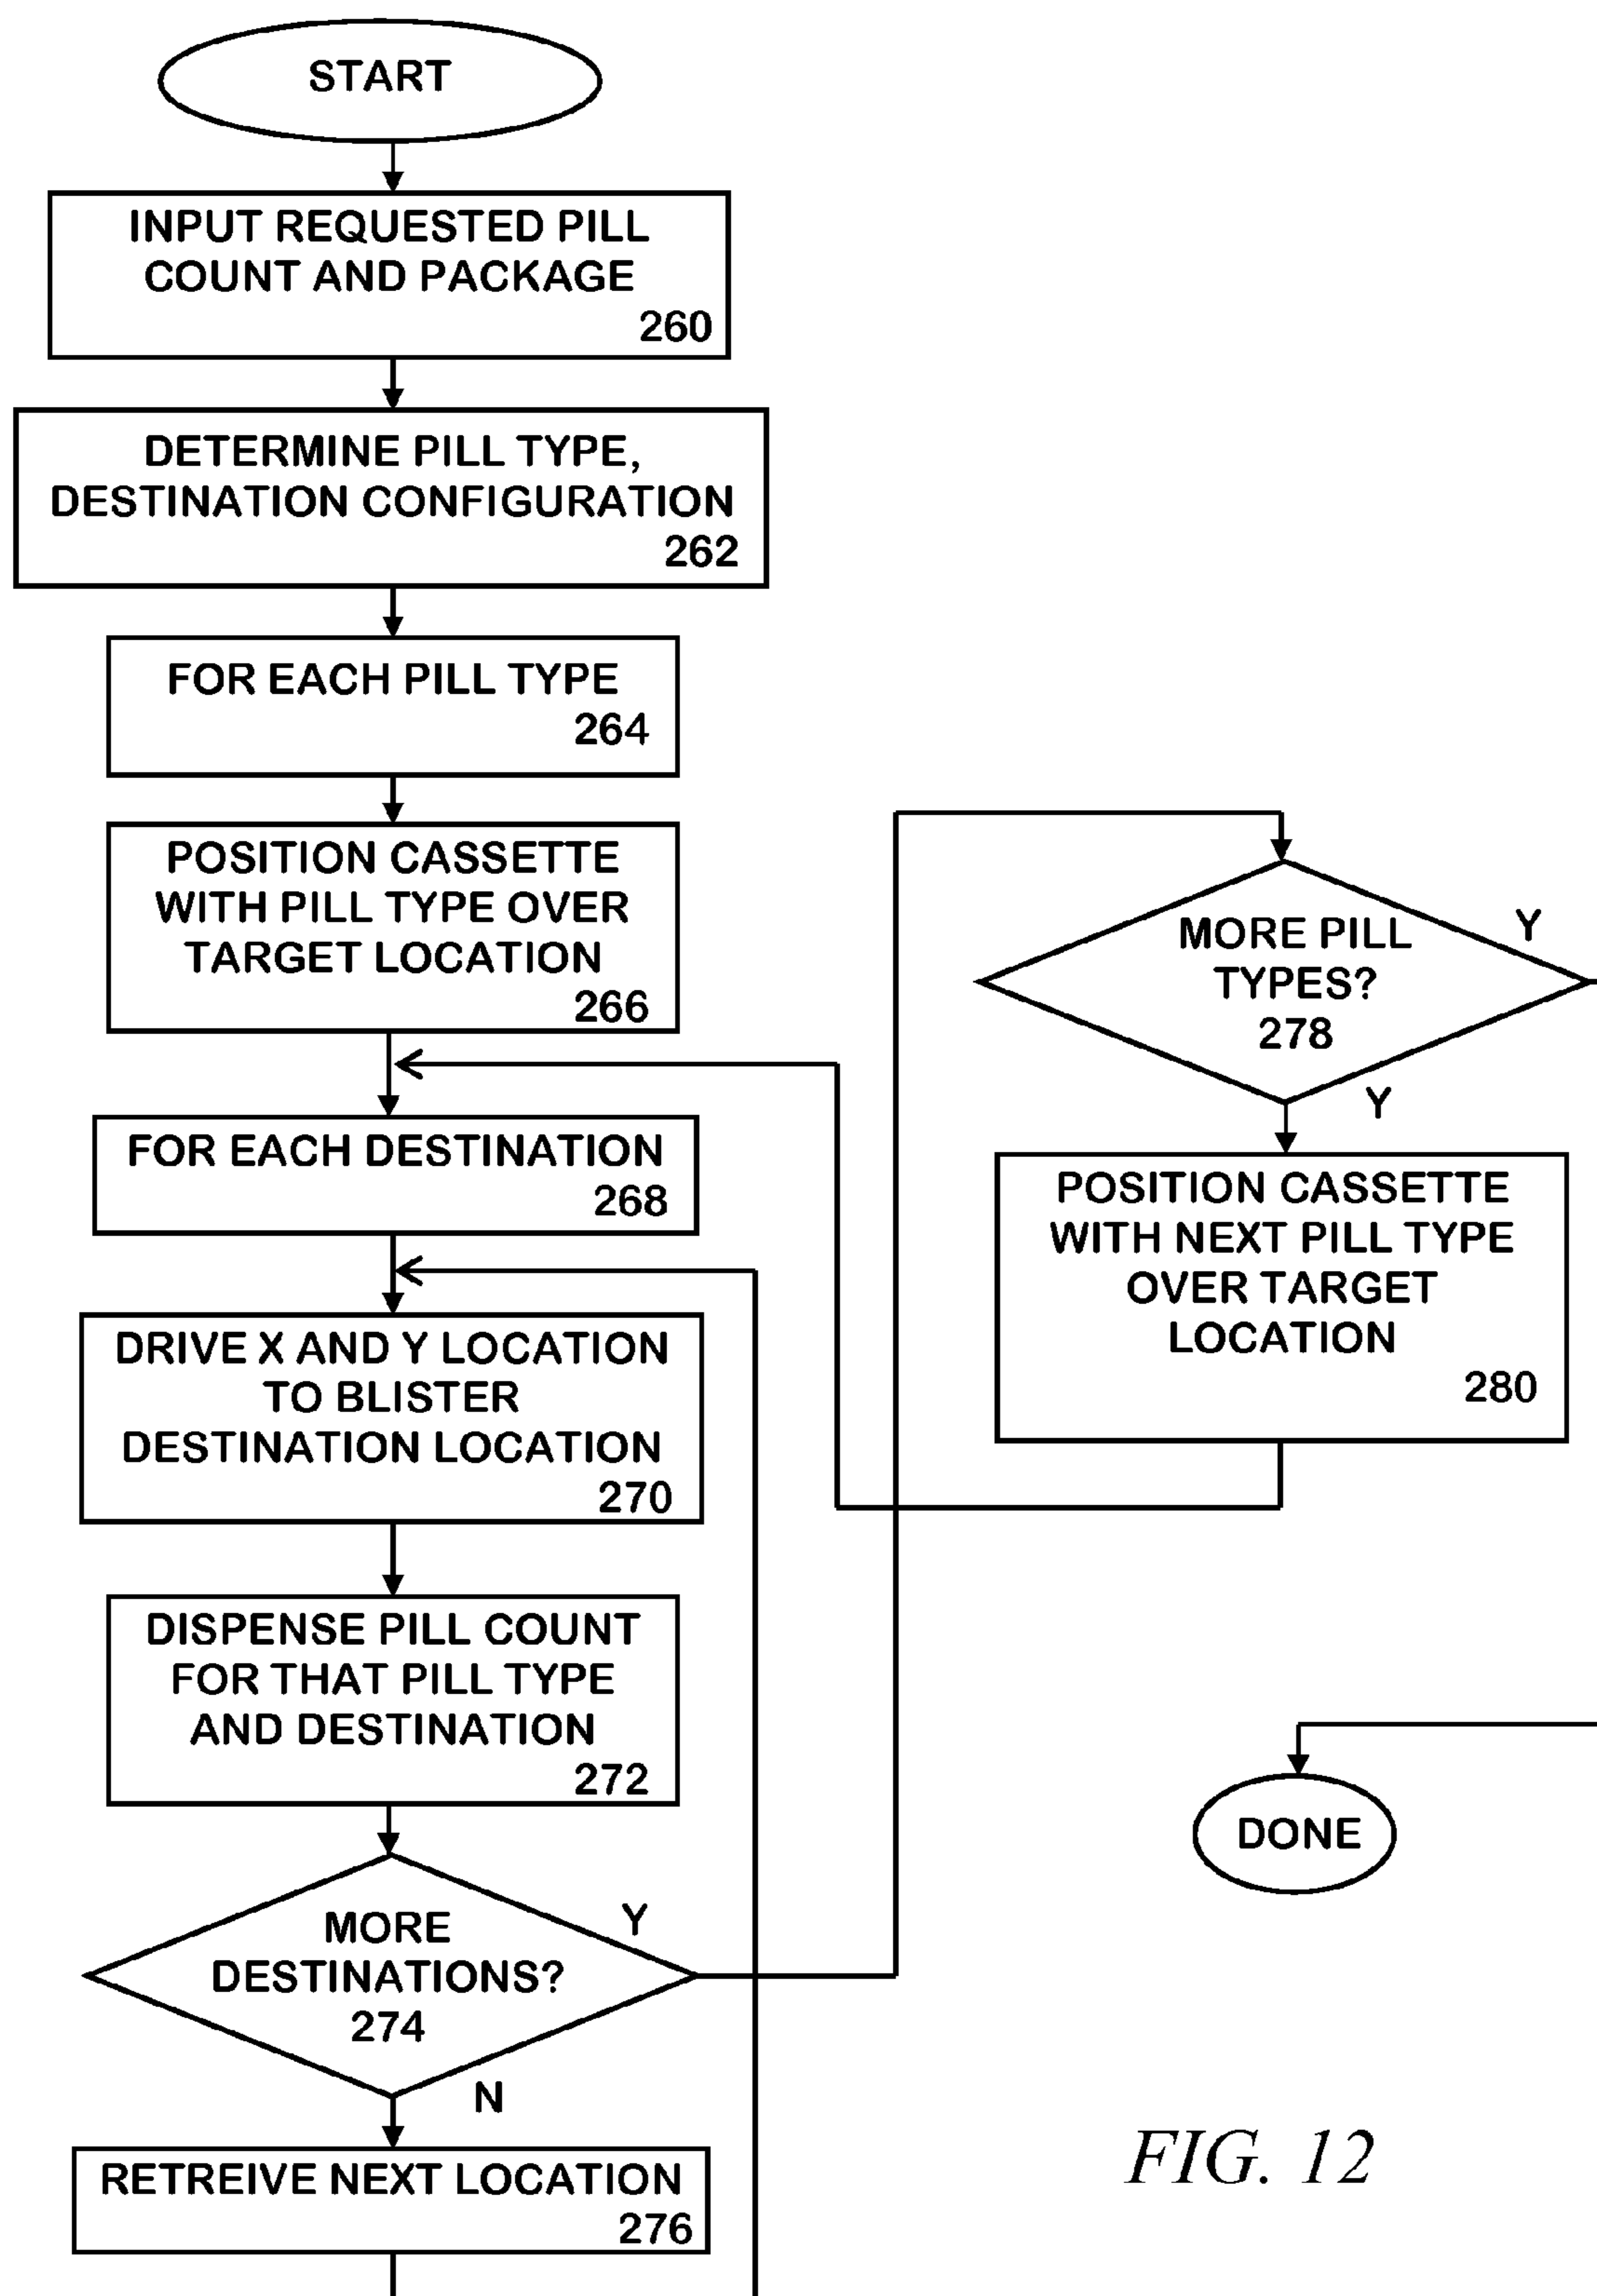 START
INPUT REQUESTED PILL
COUNT AND PACKAGE
260
DETERMINE PILL TYPE,
DESTINATION CONFIGURATION
262
FOR EACH PILL TYPE
264
POSITION CASSETTE
WITH PILL TYPE OVER
TARGET LOCATION
266
FOR EACH DESTINATION
268
DRIVE X AND Y LOCATION
TO BLISTER
DESTINATION LOCATION
270
DISPENSE PILL COUNT
FOR THAT PILL TYPE
AND DESTINATION
272
MORE
DESTINATIONS?
274
Y
N
RETREIVE NEXT LOCATION
276
MORE PILL
TYPES?
278
Y
Y
POSITION CASSETTE
WITH NEXT PILL TYPE
OVER TARGET
LOCATION
280
DONE
FIG. 12